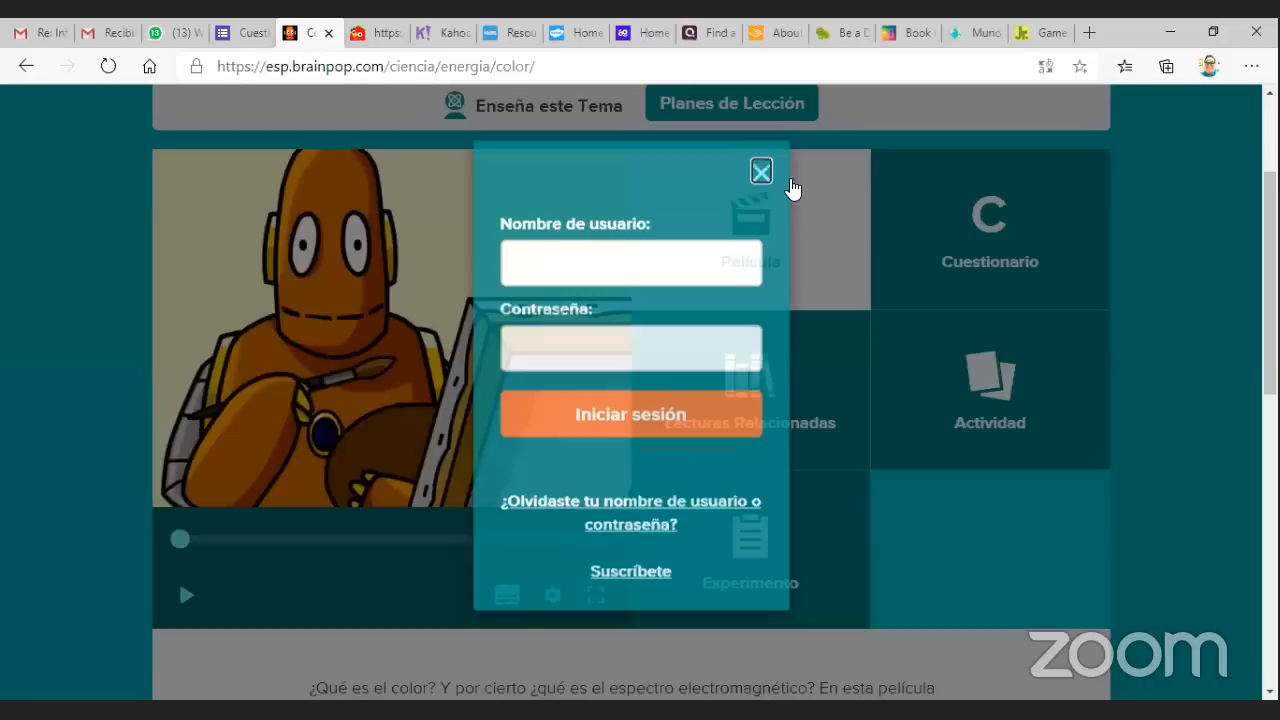 Re: In
Recibi
(13) W
Cuesti
Co
https:
Kahoo
Resou
Home
Home
Find a
About
Be a D
Book
Muno
Game
https://esp.brainpop.com/ciencia/energia/color/
Enseña este Tema
Planes de Lección
Nombre de usuario:
Película
C
Cuestionario
Contraseña:
Iniciar sesión
Lecturas Relacionadas
Actividad
¿Olvidaste tu nombre de usuario o
contraseña?
Suscríbete
Experimento
zoom
¿Qué es el color? Y por cierto ¿qué es el espectro electromagnético? En esta película